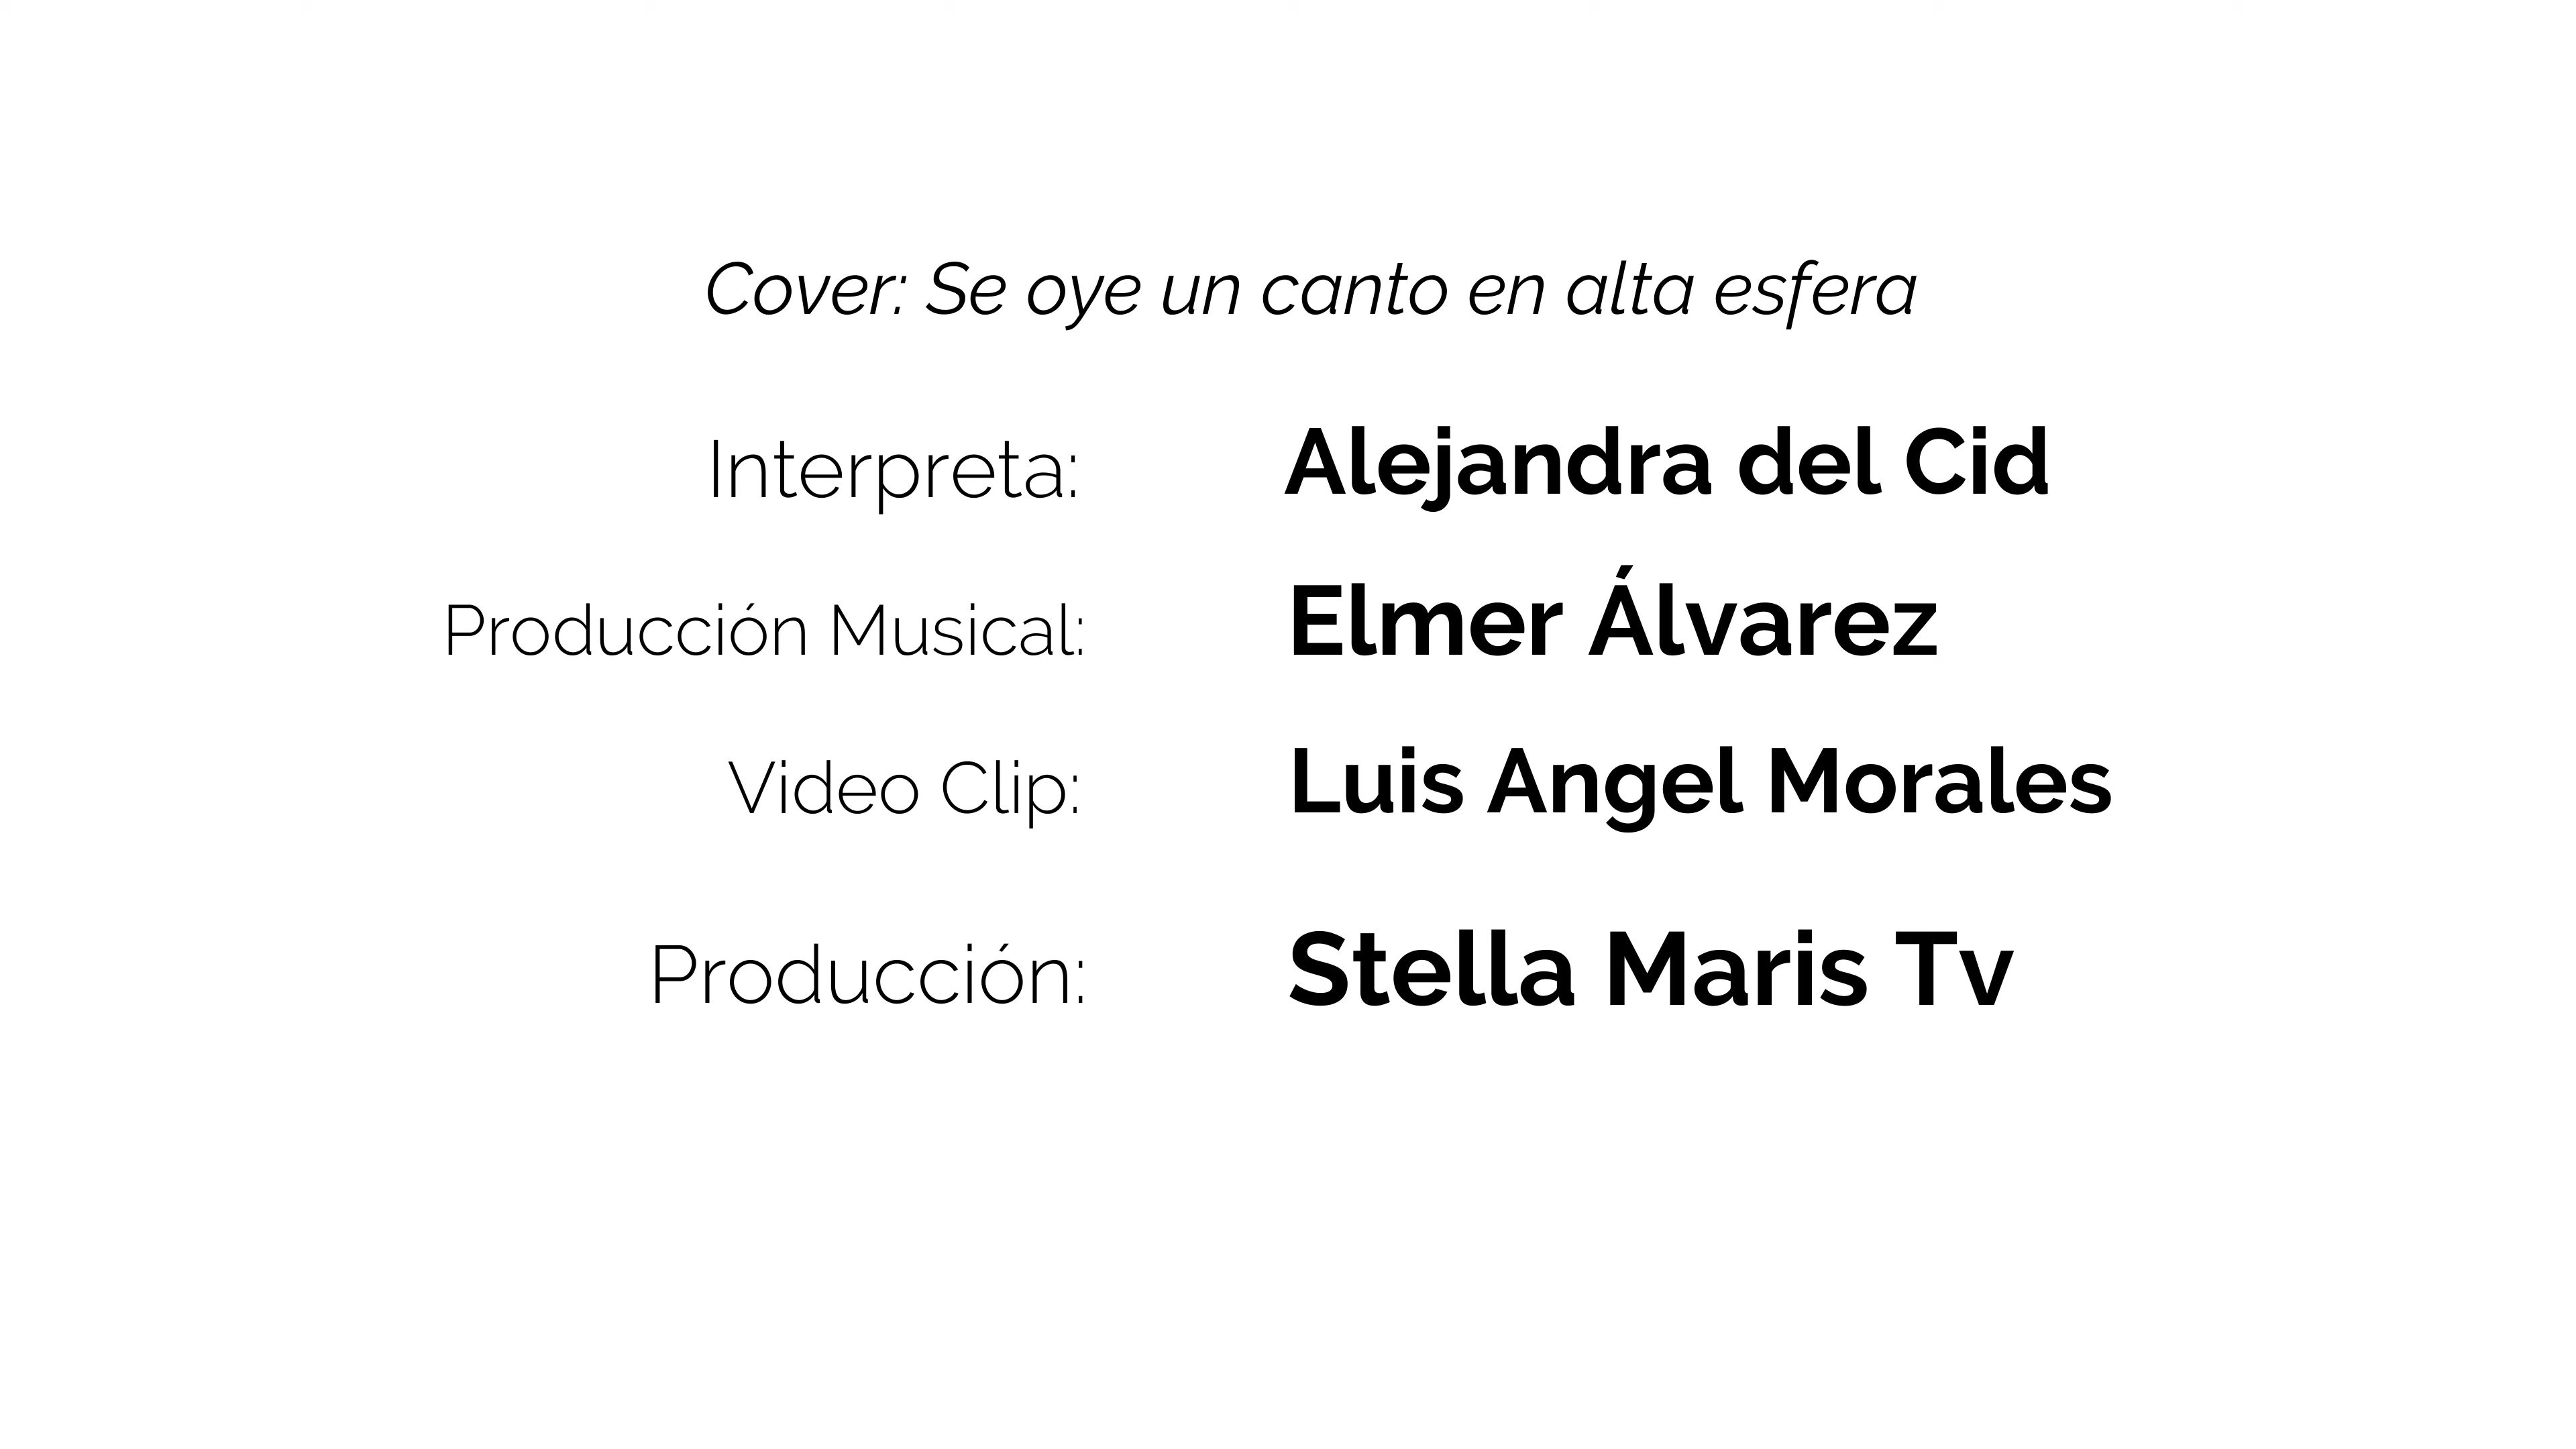 Cover: Se oye un canto en alta esfera
Interpreta: Alejandra del Cid
Producción Musical: Elmer Álvarez
Video Clip: Luis Angel Morales
Producción: Stella Maris Tv